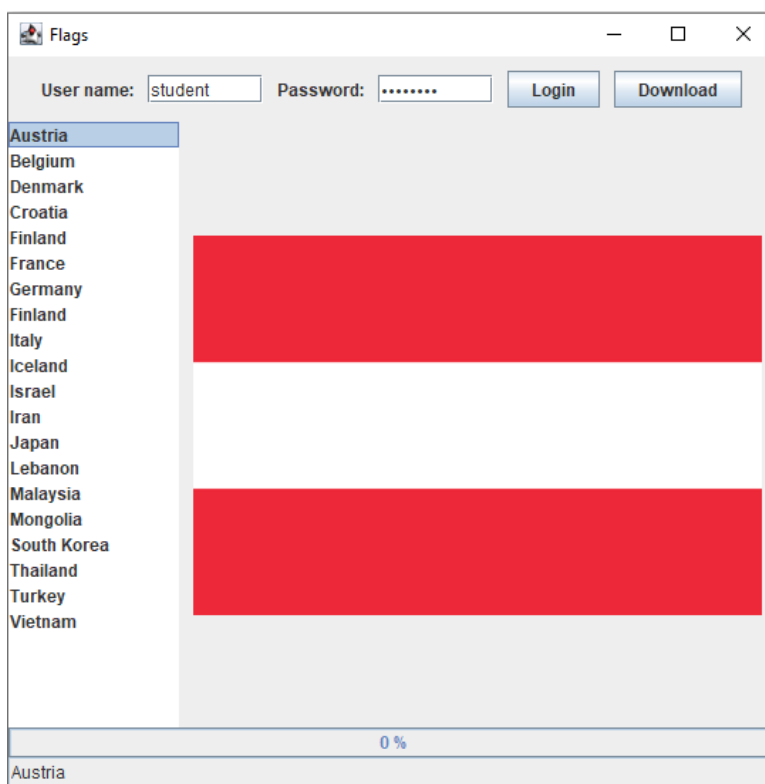 Flags
User name: student Password: •••••••• Login Download
Austria
Belgium
Denmark
Croatia
Finland
France
Germany
Finland
Italy
Iceland
Israel
Iran
Japan
Lebanon
Malaysia
Mongolia
South Korea
Thailand
Turkey
Vietnam
0 %
Austria